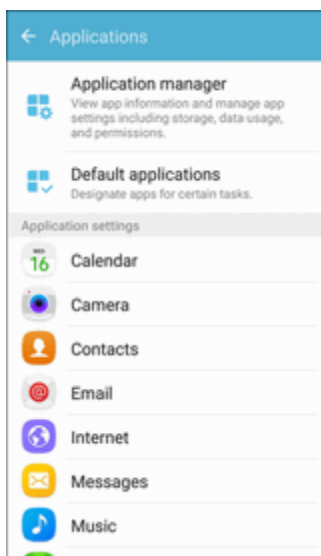 Applications
Application manager
View app information and manage app
settings including storage, data usage,
and permissions.
Default applications
Designate apps for certain tasks.
Application settings
WED
16
Calendar
Camera
Contacts
@
Email
Internet
Messages
Music